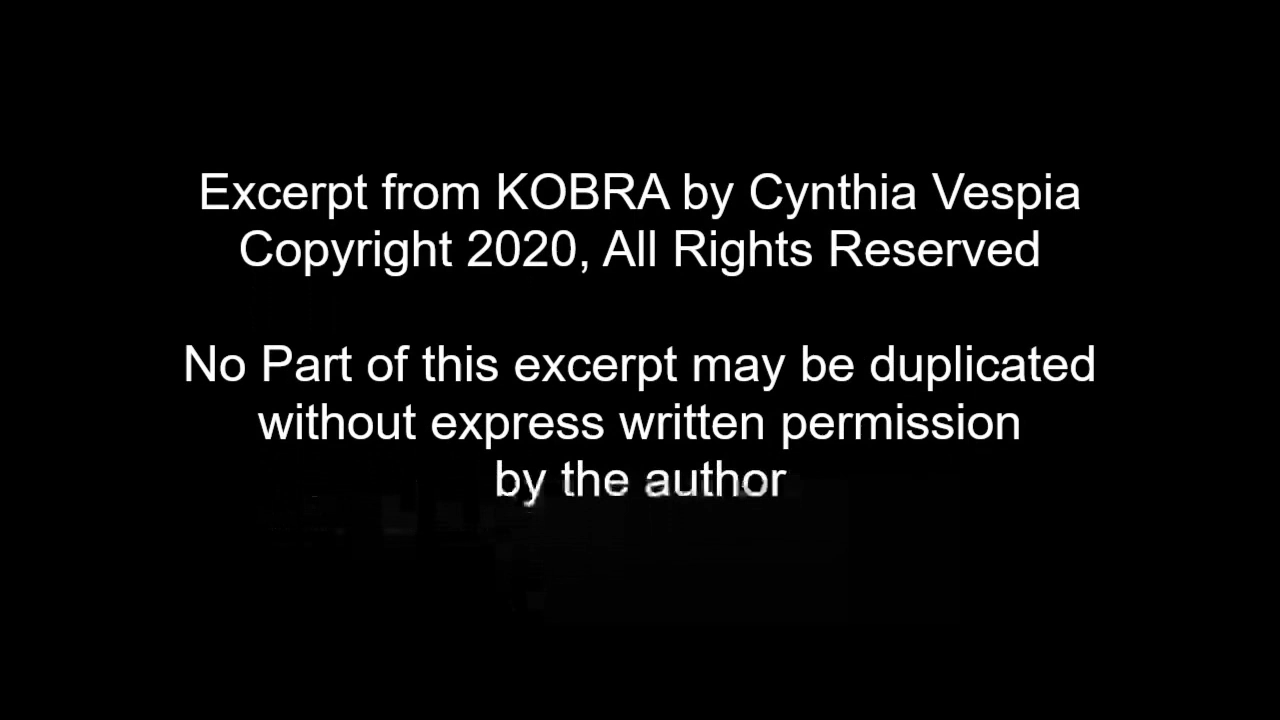 Excerpt from KOBRA by Cynthia Vespia
Copyright 2020, All Rights Reserved
No Part of this excerpt may be duplicated
without express written permission
by the author